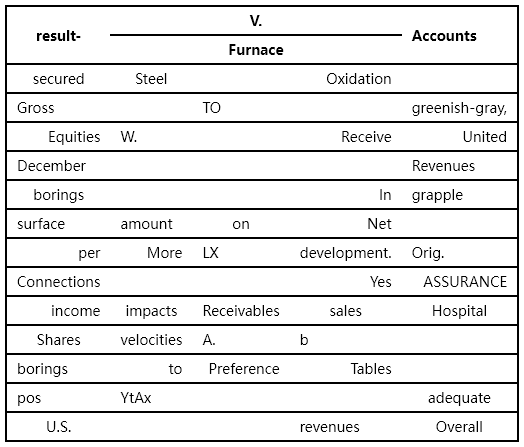 V.
result- Accounts
Furnace
secured Steel Oxidation
Gross TO greenish-gray,
Equities W. Receive United
December Revenues
borings In grapple
surface amount on Net
per More LX development. Orig.
Connections Yes ASSURANCE
income impacts Receivables sales Hospital
Shares velocities A. b
borings to Preference Tables
pos YtAx adequate
U.S. revenues Overall